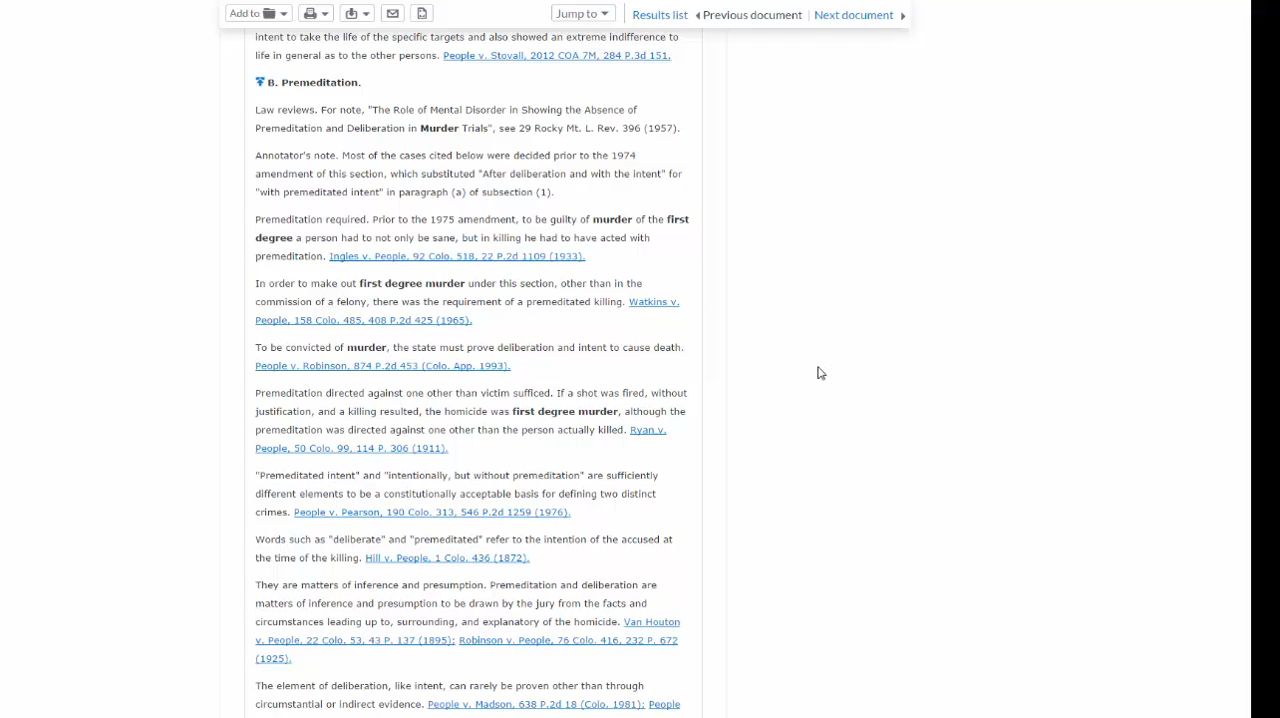 Add to
Jump to
Results list
Previous document
Next document
intent to take the life of the specific targets and also showed an extreme indifference to
life in general as to the other persons. People v. Stovall, 2012 COA 7M, 284 P.3d 151.
B. Premeditation.
Law reviews. For note, "The Role of Mental Disorder in Showing the Absence of
Premeditation and Deliberation in Murder Trials", see 29 Rocky Mt. L. Rev. 396 (1957).
Annotator's note. Most of the cases cited below were decided prior to the 1974
amendment of this section, which substituted "After deliberation and with the intent" for
"with premeditated intent" in paragraph (a) of subsection (1).
Premeditation required. Prior to the 1975 amendment, to be guilty of murder of the first
degree a person had to not only be sane, but in killing he had to have acted with
premeditation. Ingles v. People, 92 Colo. 518, 22 P.2d 1109 (1933).
In order to make out first degree murder under this section, other than in the
commission of a felony, there was the requirement of a premeditated killing. Watkins v.
People, 158 Colo. 485, 408 P.2d 425 (1965).
To be convicted of murder, the state must prove deliberation and intent to cause death.
People v. Robinson, 874 P.2d 453 (Colo. App. 1993).
Premeditation directed against one other than victim sufficed. If a shot was fired, without
justification, and a killing resulted, the homicide was first degree murder, although the
premeditation was directed against one other than the person actually killed. Ryan v.
People, 50 Colo. 99, 114 P. 306 (1911).
"Premeditated intent" and "intentionally, but without premeditation" are sufficiently
different elements to be a constitutionally acceptable basis for defining two distinct
crimes. People v. Pearson, 190 Colo. 313, 546 P.2d 1259 (1976).
Words such as "deliberate" and "premeditated" refer to the intention of the accused at
the time of the killing. Hill v. People, 1 Colo. 436 (1872).
They are matters of inference and presumption. Premeditation and deliberation are
matters of inference and presumption to be drawn by the jury from the facts and
circumstances leading up to, surrounding, and explanatory of the homicide. Van Houton
v. People, 22 Colo. 53, 43 P. 137 (1895); Robinson v. People, 76 Colo. 416, 232 P. 672
(1925).
The element of deliberation, like intent, can rarely be proven other than through
circumstantial or indirect evidence. People v. Madson, 638 P.2d 18 (Colo. 1981); People